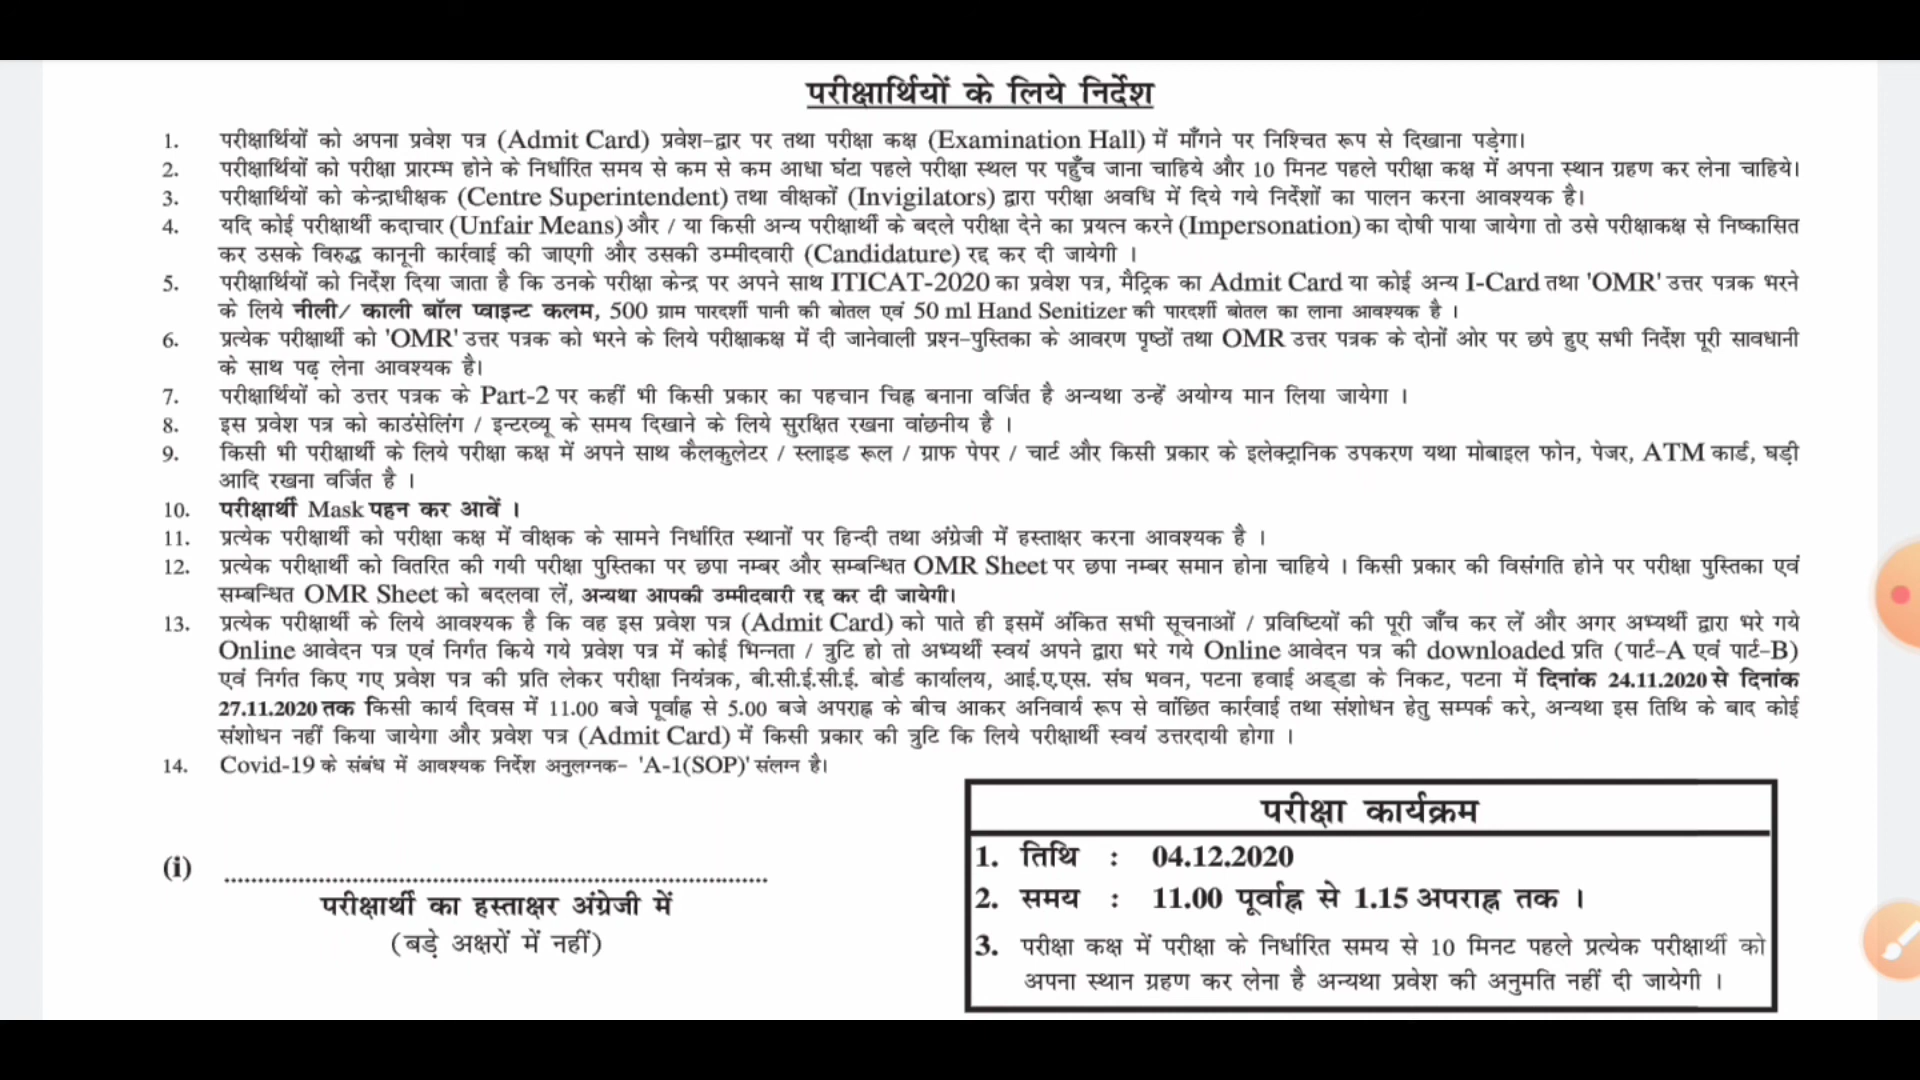 परीक्षार्थियों के लिये निर्देश
1. परीक्षार्थियों को अपना प्रवेश पत्र (Admit Card) प्रवेश-द्वार पर तथा परीक्षा कक्ष (Examination Hall) में माँगने पर निश्चित रूप से दिखाना पड़ेगा।
2. परीक्षार्थियों को परीक्षा प्रारम्भ होने के निर्धारित समय से कम से कम आधा घंटा पहले परीक्षा स्थल पर पहुँच जाना चाहिये और 10 मिनट पहले परीक्षा कक्ष में अपना स्थान ग्रहण कर लेना चाहिये।
3. परीक्षार्थियों को केन्द्राधीक्षक (Centre Superintendent) तथा वीक्षकों (Invigilators) द्वारा परीक्षा अवधि में दिये गये निर्देशों का पालन करना आवश्यक है।
4. यदि कोई परीक्षार्थी कदाचार (Unfair Means) और / या किसी अन्य परीक्षार्थी के बदले परीक्षा देने का प्रयत्न करने (Impersonation) का दोषी पाया जायेगा तो उसे परीक्षाकक्ष से निष्कासित
कर उसके विरुद्ध कानूनी कार्रवाई की जाएगी और उसकी उम्मीदवारी (Candidature) रद्द कर दी जायेगी ।
5. परीक्षार्थियों को निर्देश दिया जाता है कि उनके परीक्षा केन्द्र पर अपने साथ ITICAT-2020 का प्रवेश पत्र, मैट्रिक का Admit Card या कोई अन्य I-Card तथा 'OMR' उत्तर पत्रक भरने
के लिये नीली/ काली बॉल प्वाइन्ट कलम, 500 ग्राम पारदर्शी पानी की बोतल एवं 50 ml Hand Senitizer की पारदर्शी बोतल का लाना आवश्यक है ।
6. प्रत्येक परीक्षार्थी को 'OMR' उत्तर पत्रक को भरने के लिये परीक्षाकक्ष में दी जानेवाली प्रश्न-पुस्तिका के आवरण पृष्ठों तथा OMR उत्तर पत्रक के दोनों ओर पर छपे हुए सभी निर्देश पूरी सावधानी
के साथ पढ़ लेना आवश्यक है।
7. परीक्षार्थियों को उत्तर पत्रक के Part-2 पर कहीं भी किसी प्रकार का पहचान चिह्न बनाना वर्जित है अन्यथा उन्हें अयोग्य मान लिया जायेगा ।
8. इस प्रवेश पत्र को काउंसेलिंग / इन्टरव्यू के समय दिखाने के लिये सुरक्षित रखना वांछनीय है ।
9. किसी भी परीक्षार्थी के लिये परीक्षा कक्ष में अपने साथ कैलकुलेटर / स्लाइड रूल / ग्राफ पेपर / चार्ट और किसी प्रकार के इलेक्ट्रानिक उपकरण यथा मोबाइल फोन, पेजर, ATM कार्ड, घड़ी
आदि रखना वर्जित है ।
10. परीक्षार्थी Mask पहन कर आवें ।
11. प्रत्येक परीक्षार्थी को परीक्षा कक्ष में वीक्षक के सामने निर्धारित स्थानों पर हिन्दी तथा अंग्रेजी में हस्ताक्षर करना आवश्यक है ।
12. प्रत्येक परीक्षार्थी को वितरित की गयी परीक्षा पुस्तिका पर छपा नम्बर और सम्बन्धित OMR Sheet पर छपा नम्बर समान होना चाहिये । किसी प्रकार की विसंगति होने पर परीक्षा पुस्तिका एवं
सम्बन्धित OMR Sheet को बदलवा लें, अन्यथा आपकी उम्मीदवारी रद्द कर दी जायेगी।
13. प्रत्येक परीक्षार्थी के लिये आवश्यक है कि वह इस प्रवेश पत्र (Admit Card) को पाते ही इसमें अंकित सभी सूचनाओं / प्रविष्टियों की पूरी जाँच कर लें और अगर अभ्यर्थी द्वारा भरे गये
Online आवेदन पत्र एवं निर्गत किये गये प्रवेश पत्र में कोई भिन्नता / त्रुटि हो तो अभ्यर्थी स्वयं अपने द्वारा भरे गये Online आवेदन पत्र की downloaded प्रति (पार्ट-A एवं पार्ट-B)
एवं निर्गत किए गए प्रवेश पत्र की प्रति लेकर परीक्षा नियंत्रक, बी.सी.ई.सी.ई. बोर्ड कार्यालय, आई.ए.एस. संघ भवन, पटना हवाई अड्डा के निकट, पटना में दिनांक 24.11.2020 से दिनांक
27.11.2020 तक किसी कार्य दिवस में 11.00 बजे पूर्वाह्न से 5.00 बजे अपराह्न के बीच आकर अनिवार्य रूप से वांछित कार्रवाई तथा संशोधन हेतु सम्पर्क करे, अन्यथा इस तिथि के बाद कोई
संशोधन नहीं किया जायेगा और प्रवेश पत्र (Admit Card) में किसी प्रकार की त्रुटि कि लिये परीक्षार्थी स्वयं उत्तरदायी होगा ।
14. Covid-19 के संबंध में आवश्यक निर्देश अनुलग्नक- 'A-1(SOP)' संलग्न है।
(i) ................................................................................
परीक्षार्थी का हस्ताक्षर अंग्रेजी में
(बड़े अक्षरों में नहीं)
परीक्षा कार्यक्रम
1. तिथि : 04.12.2020
2. समय : 11.00 पूर्वाह्न से 1.15 अपराह्न तक ।
3. परीक्षा कक्ष में परीक्षा के निर्धारित समय से 10 मिनट पहले प्रत्येक परीक्षार्थी को
अपना स्थान ग्रहण कर लेना है अन्यथा प्रवेश की अनुमति नहीं दी जायेगी ।